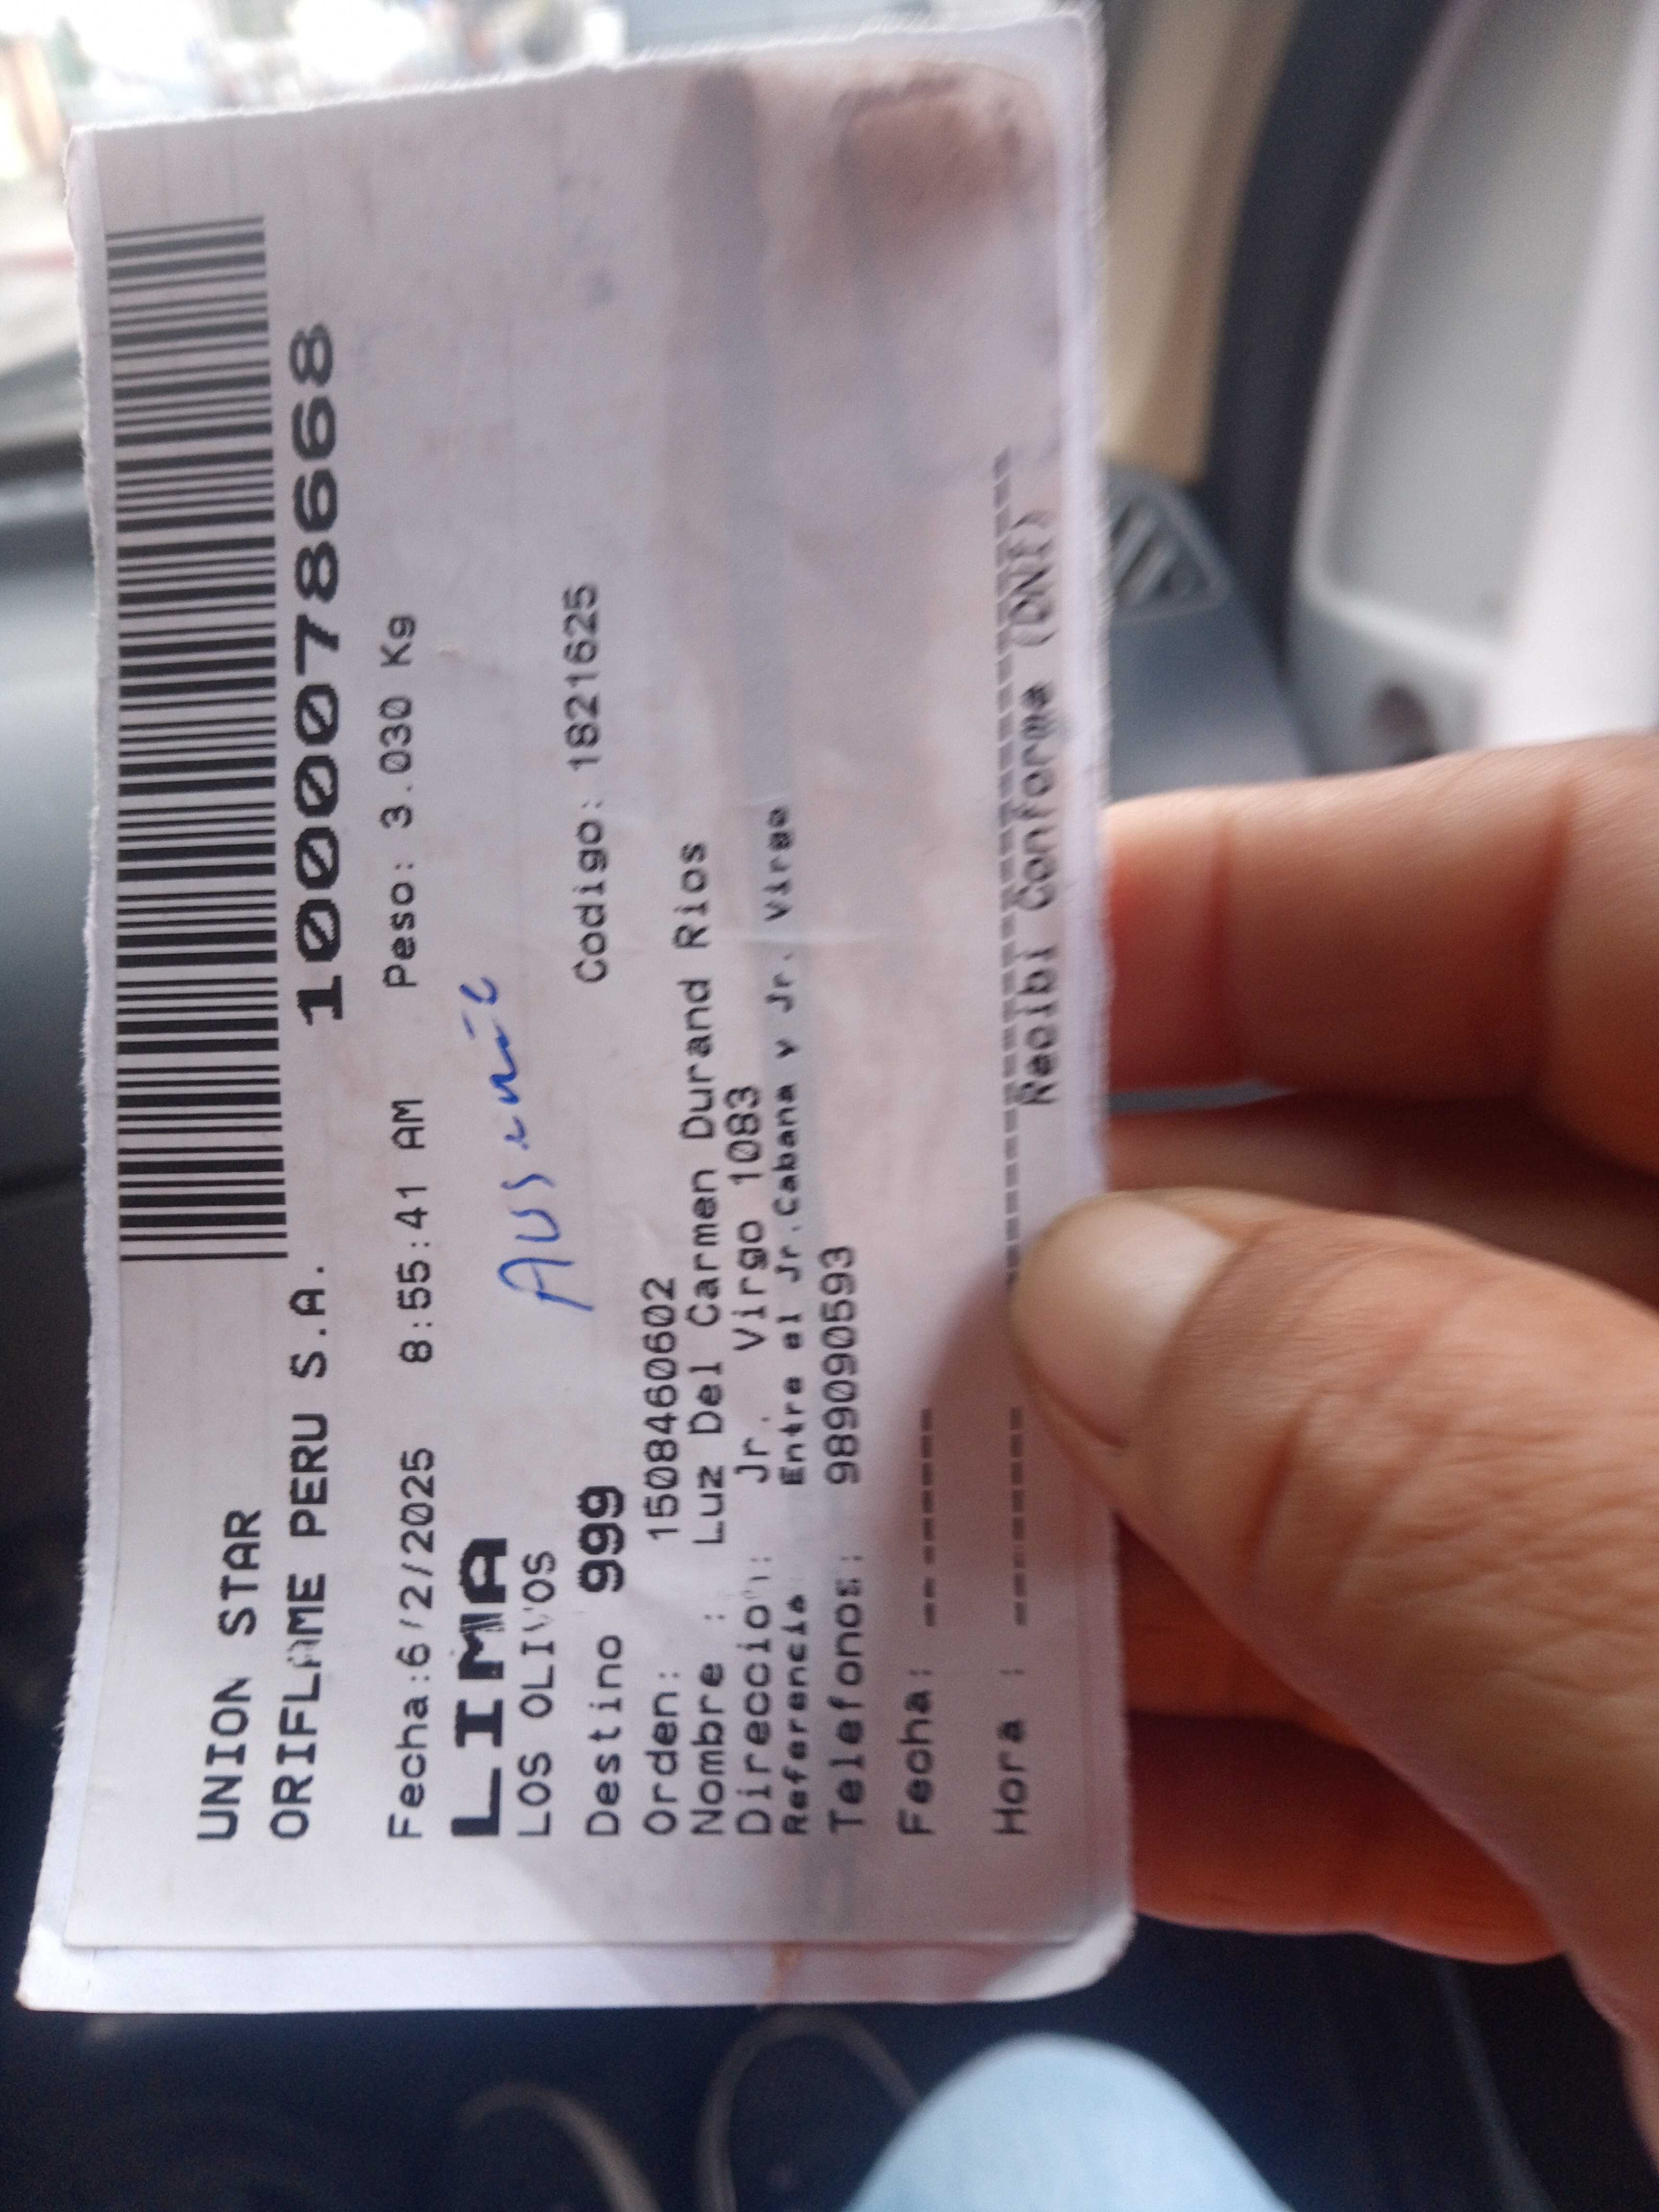 UNION STAR
ORIFLAME PERU S.A. 100078668
Fecha:6/2/2025 8:55:41 AM Peso: 3.030 Kg
LIMA
LOS OLIVOS
Destino 999 Codigo: 1821625
Orden: 1508460602
Nombre : Luz Del Carmen Durand Rios
Direccion: Jr. Virgo 1083
Referencia Entre el Jr.Cabana y Jr. Virgo
Telefonos: 989090593
Fecha: -- -------
Hora : ---- -------
Recibi Conforme (DNI)